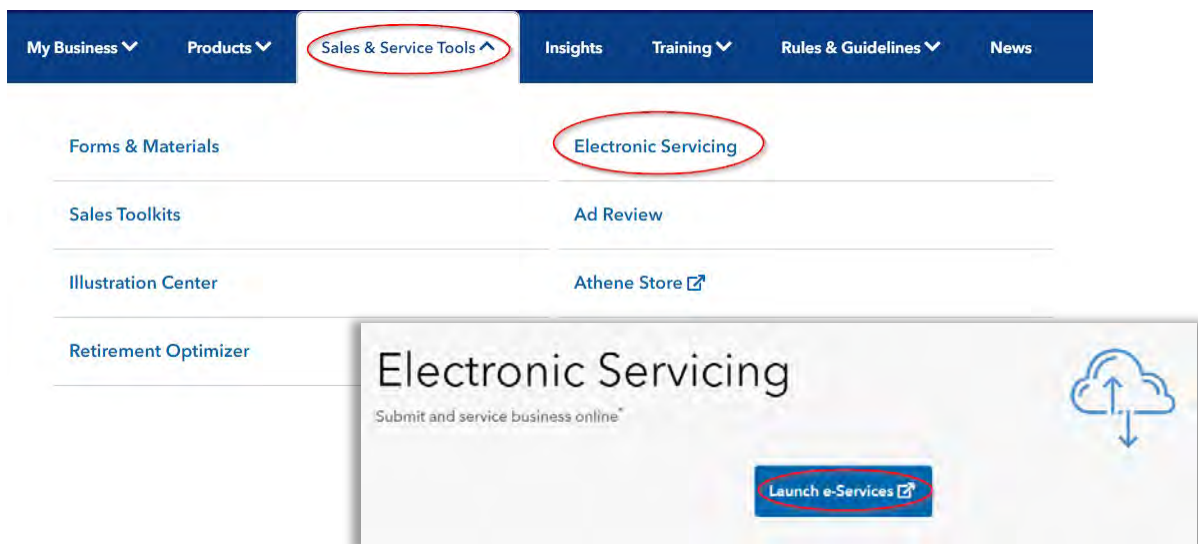 My Business Products Sales & Service Tools Insights Training Rules & Guidelines News
Forms & Materials
Electronic Servicing
Sales Toolkits
Ad Review
Illustration Center
Athene Store
Retirement Optimizer
Electronic Servicing
Submit and service business online*
Launch e-Services